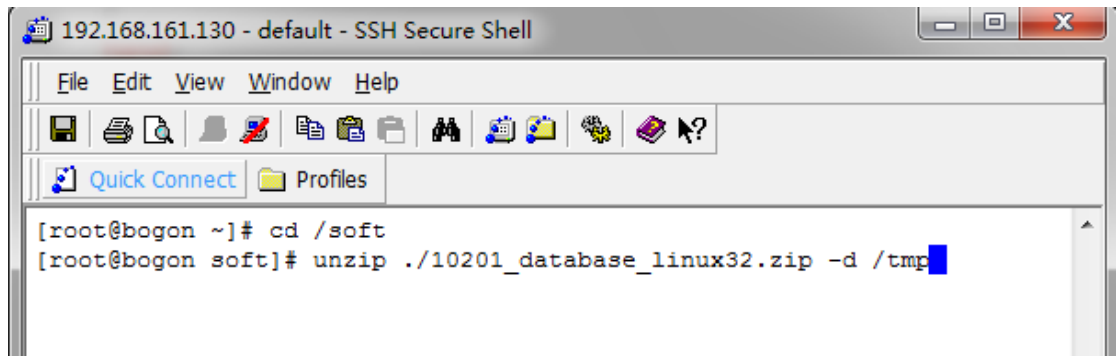 192.168.161.130 - default - SSH Secure Shell
File Edit View Window Help
Quick Connect Profiles
[root@bogon ~]# cd /soft
[root@bogon soft]# unzip ./10201_database_linux32.zip -d /tmp